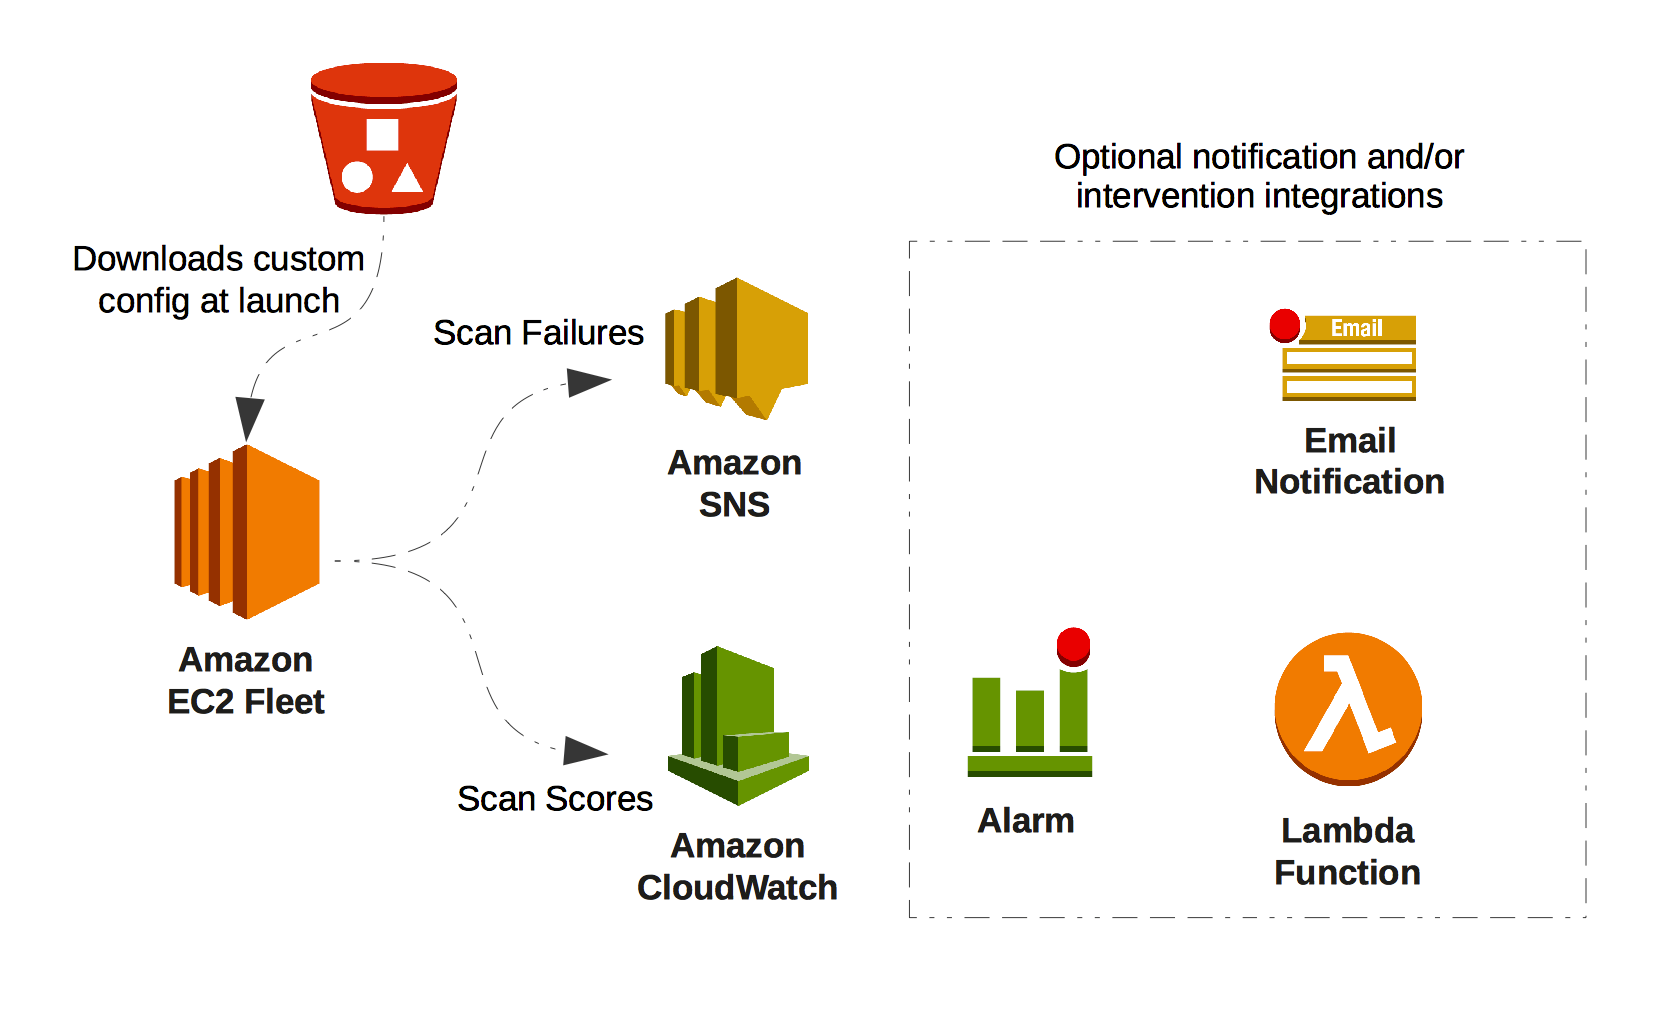 Optional notification and/or
intervention integrations
Downloads custom
config at launch
Scan Failures
Email
Email
Notification
Amazon
SNS
Amazon
EC2 Fleet
Scan Scores
Alarm
Lambda
Function
Amazon
CloudWatch